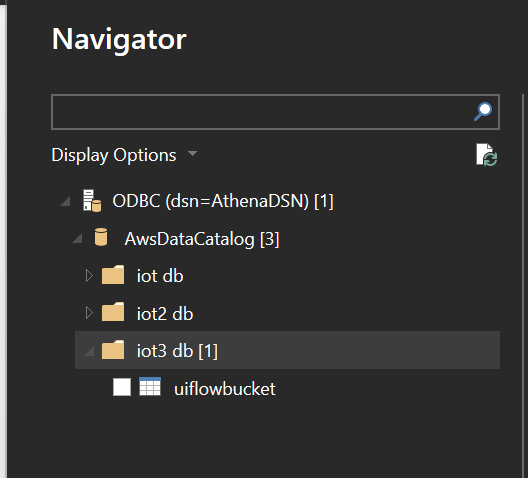 Navigator
Display Options
ODBC (dsn=AthenaDSN) [1]
AwsDataCatalog [3]
iot db
iot2 db
iot3 db [1]
uiflowbucket